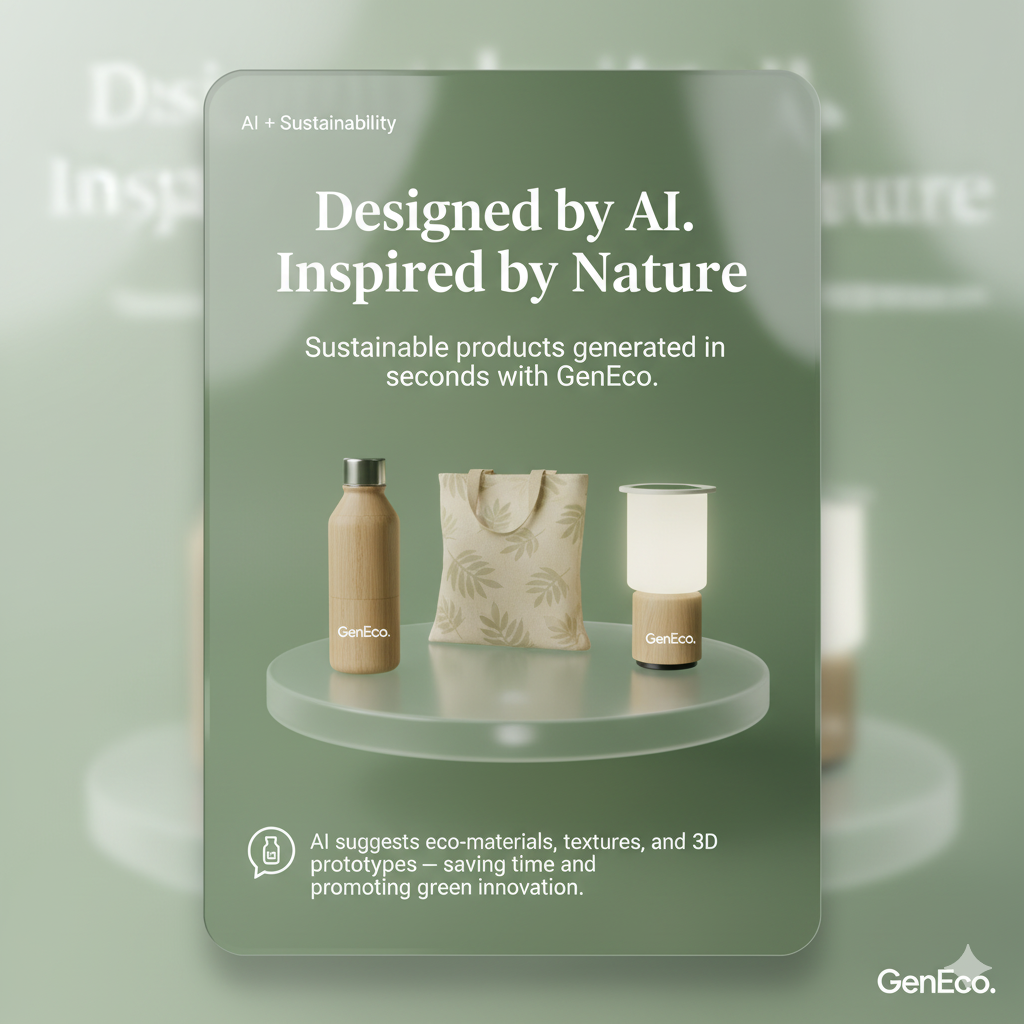 AI + Sustainability
Designed by AI.
Inspired by Nature
Sustainable products generated in
seconds with GenEco.
GenEco.
GenEco.
AI suggests eco-materials, textures, and 3D
prototypes — saving time and
promoting green innovation.
GenEco.